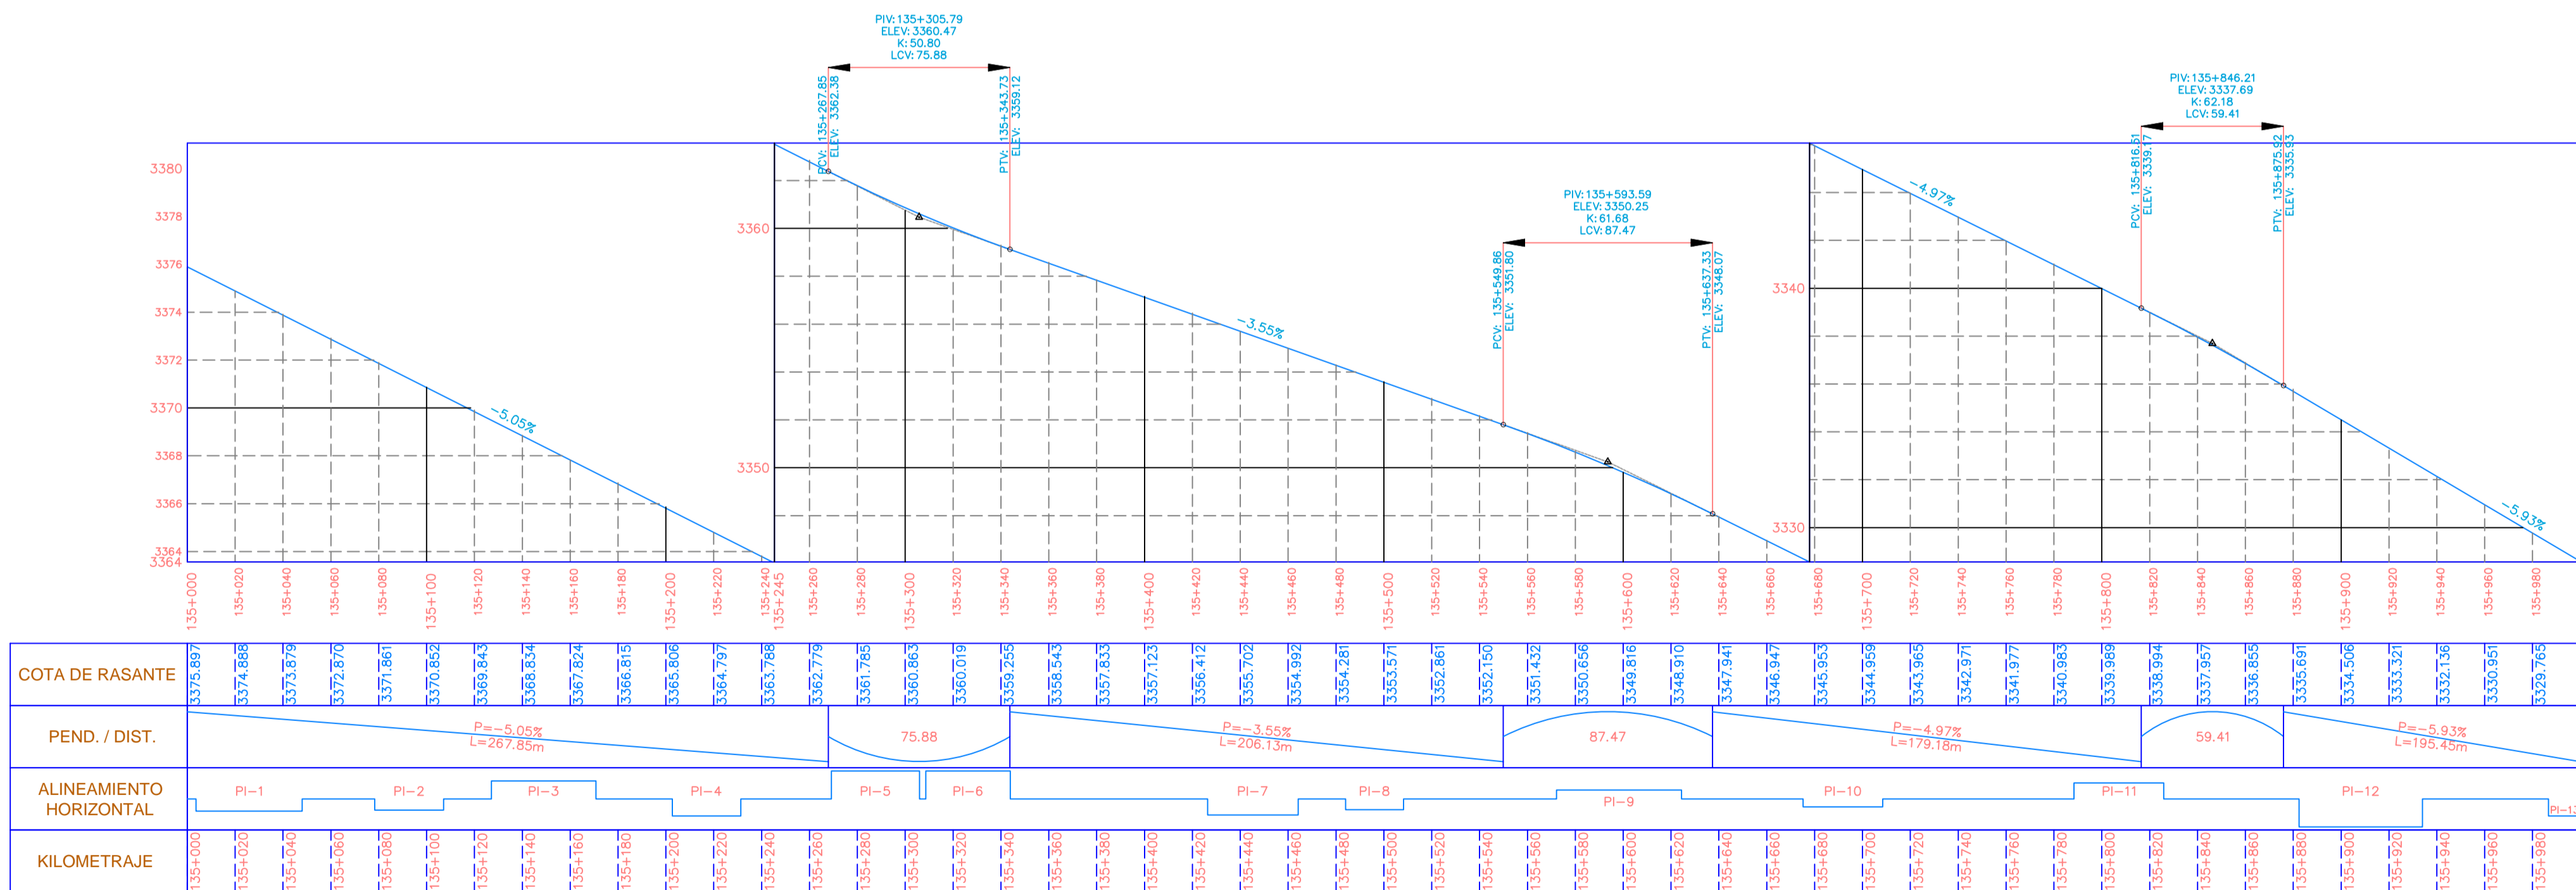 PIV: 135+305.79
ELEV: 3360.47
K: 50.80
LCV: 75.88
PCV: 135+267.85
ELEV: 3362.38
PTV: 135+343.73
ELEV: 3359.12
PIV: 135+593.59
ELEV: 3350.25
K: 61.68
LCV: 87.47
PCV: 135+549.86
ELEV: 3351.80
PTV: 135+637.33
ELEV: 3348.07
PIV: 135+846.21
ELEV: 3337.69
K: 62.18
LCV: 59.41
PCV: 135+816.51
ELEV: 3339.17
PTV: 135+875.92
ELEV: 3335.93
3380
3378
3376
3374
3372
3370
3368
3366
3364
3364
3360
3350
3340
3330
-5.05%
-3.55%
-4.97%
-5.93%
135+000 135+020 135+040 135+060 135+080 135+100 135+120 135+140 135+160 135+180 135+200 135+220 135+240 135+245 135+260 135+280 135+300 135+320 135+340 135+360 135+380 135+400 135+420 135+440 135+460 135+480 135+500 135+520 135+540 135+560 135+580 135+600 135+620 135+640 135+660 135+680 135+700 135+720 135+740 135+760 135+780 135+800 135+820 135+840 135+860 135+880 135+900 135+920 135+940 135+960 135+980
COTA DE RASANTE
3375.897 3374.888 3373.879 3372.870 3371.861 3370.852 3369.843 3368.834 3367.824 3366.815 3365.806 3364.797 3363.788 3362.779 3361.785 3360.863 3360.019 3359.255 3358.543 3357.833 3357.123 3356.412 3355.702 3354.992 3354.281 3353.571 3352.861 3352.150 3351.432 3350.656 3349.816 3348.910 3347.941 3346.947 3345.953 3344.959 3343.965 3342.971 3341.977 3340.983 3339.989 3338.994 3337.957 3336.855 3335.691 3334.506 3333.321 3332.136 3330.951 3329.765
PEND. / DIST.
P=-5.05%
L=267.85m
75.88
P=-3.55%
L=206.13m
87.47
P=-4.97%
L=179.18m
59.41
P=-5.93%
L=195.45m
ALINEAMIENTO
HORIZONTAL
PI-1 PI-2 PI-3 PI-4 PI-5 PI-6 PI-7 PI-8 PI-9 PI-10 PI-11 PI-12
KILOMETRAJE
135+000 135+020 135+040 135+060 135+080 135+100 135+120 135+140 135+160 135+180 135+200 135+220 135+240 135+260 135+280 135+300 135+320 135+340 135+360 135+380 135+400 135+420 135+440 135+460 135+480 135+500 135+520 135+540 135+560 135+580 135+600 135+620 135+640 135+660 135+680 135+700 135+720 135+740 135+760 135+780 135+800 135+820 135+840 135+860 135+880 135+900 135+920 135+940 135+960 135+980